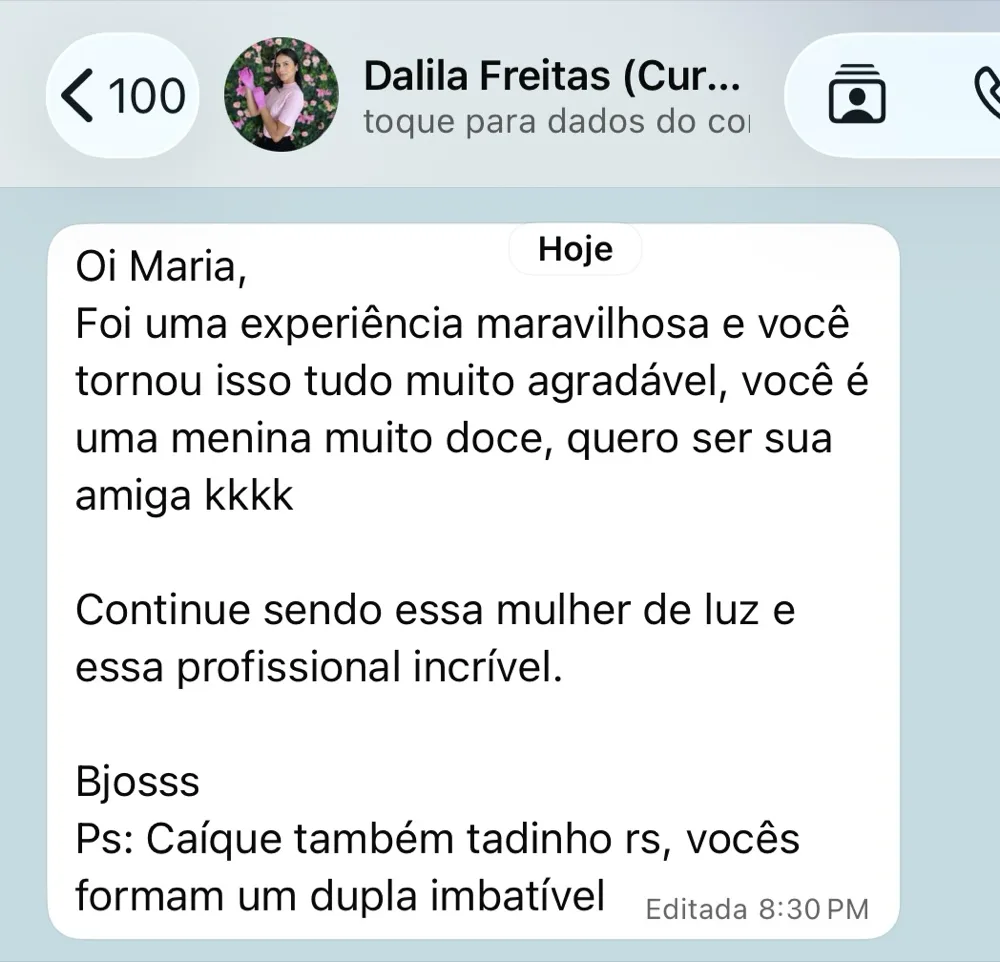 100
Dalila Freitas (Cur...
toque para dados do co
Hoje
Oi Maria,
Foi uma experiência maravilhosa e você
tornou isso tudo muito agradável, você é
uma menina muito doce, quero ser sua
amiga kkkk
Continue sendo essa mulher de luz e
essa profissional incrível.
Bjosss
Ps: Caíque também tadinho rs, vocês
formam um dupla imbatível
Editada 8:30 PM